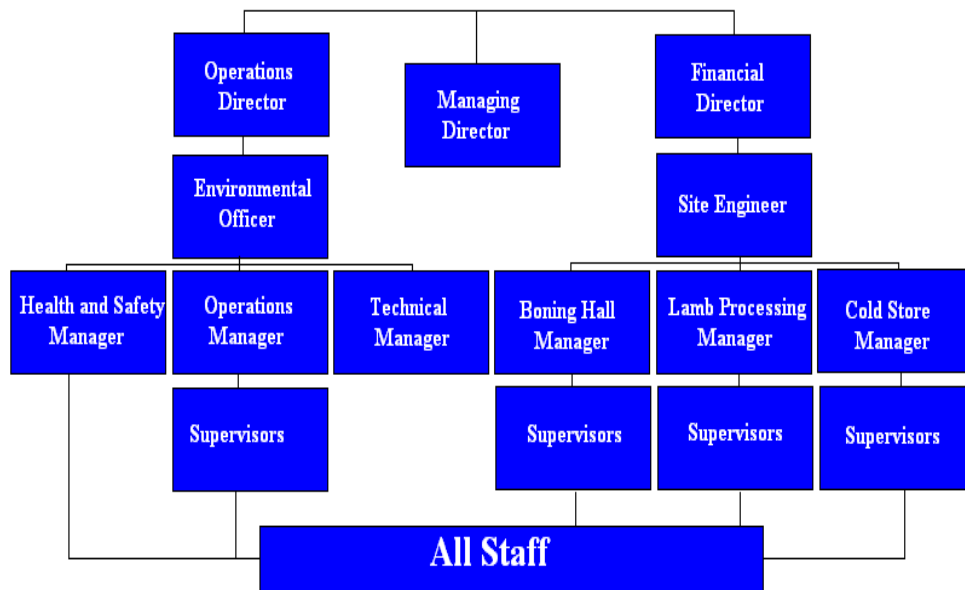 Operations
Director
Managing
Director
Financial
Director
Environmental
Officer
Site Engineer
Health and Safety
Manager
Operations
Manager
Technical
Manager
Boning Hall
Manager
Lamb Processing
Manager
Cold Store
Manager
Supervisors
Supervisors
Supervisors
Supervisors
All Staff